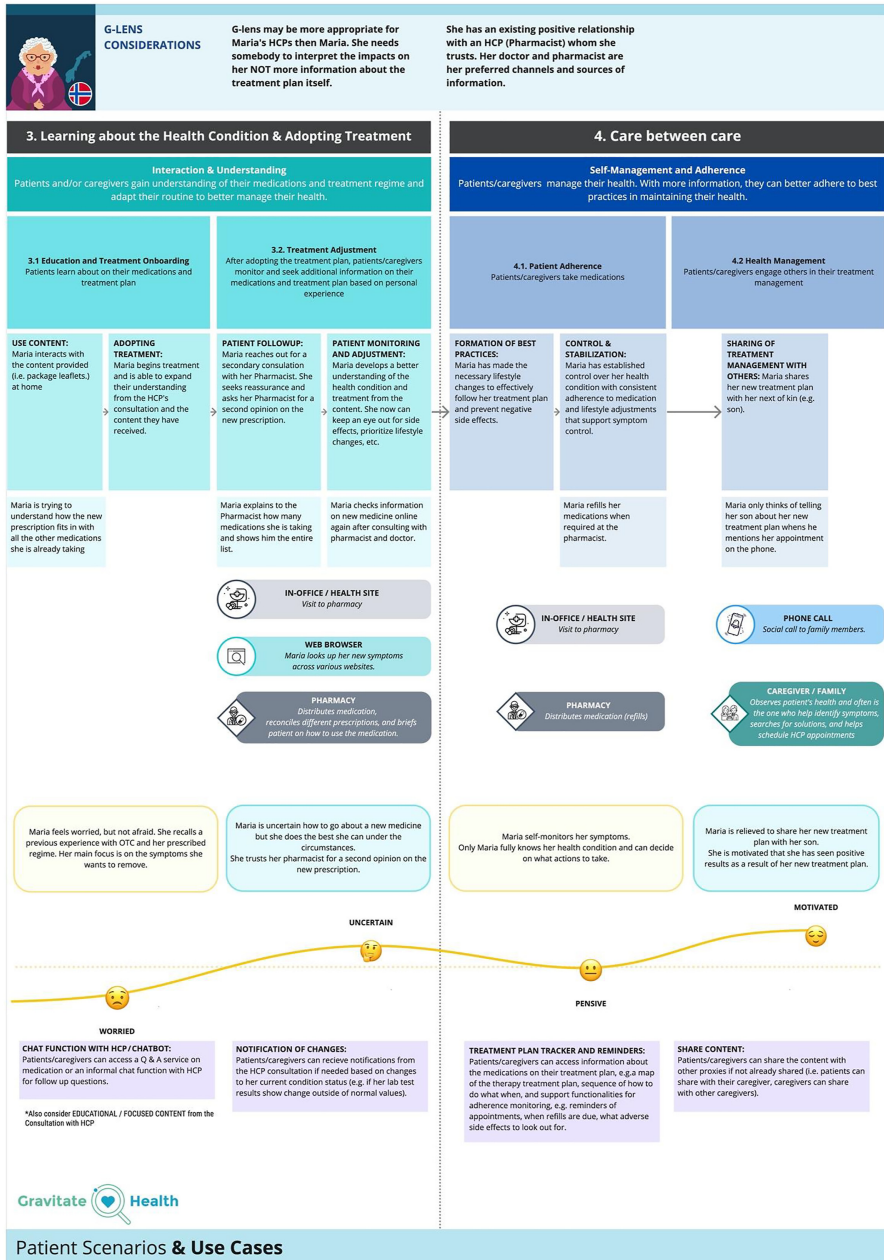 G-LENS
CONSIDERATIONS
G-lens may be more appropriate for
Maria's HCPs then Maria. She needs
somebody to interpret the impacts on
her NOT more information about the
treatment plan itself.
She has an existing positive relationship
with an HCP (Pharmacist) whom she
trusts. Her doctor and pharmacist are
her preferred channels and sources of
information.
3. Learning about the Health Condition & Adopting Treatment
4. Care between care
Interaction & Understanding
Patients and/or caregivers gain understanding of their medications and treatment regime and
adapt their routine to better manage their health.
Self-Management and Adherence
Patients/caregivers manage their health. With more information, they can better adhere to best
practices in maintaining their health.
3.1 Education and Treatment Onboarding
Patients learn about on their medications and
treatment plan
3.2. Treatment Adjustment
After adopting the treatment plan, patients/caregivers
monitor and seek additional information on their
medications and treatment plan based on personal
experience
4.1. Patient Adherence
Patients/caregivers take medications
4.2 Health Management
Patients/caregivers engage others in their treatment
management
USE CONTENT:
Maria interacts with
the content provided
(i.e. package leaflets.)
at home
ADOPTING
TREATMENT:
Maria begins treatment
and is able to expand
their understanding
from the HCP's
consultation and the
content they have
received.
PATIENT FOLLOWUP:
Maria reaches out for a
secondary consulation
with her Pharmacist. She
seeks reassurance and
asks her Pharmacist for a
second opinion on the
new prescription.
PATIENT MONITORING
AND ADJUSTMENT:
Maria develops a better
understanding of the
health condition and
treatment from the
content. She now can
keep an eye out for side
effects, prioritize lifestyle
changes, etc.
FORMATION OF BEST
PRACTICES:
Maria has made the
necessary lifestyle
changes to effectively
follow her treatment plan
and prevent negative
side effects.
CONTROL &
STABILIZATION:
Maria has established
control over her health
condition with consistent
adherence to medication
and lifestyle adjustments
that support symptom
control.
SHARING OF
TREATMENT
MANAGEMENT WITH
OTHERS: Maria shares
her new treatment plan
with her next of kin (e.g.
son).
Maria is trying to
understand how the new
prescription fits in with
all the other medications
she is already taking
Maria explains to the
Pharmacist how many
medications she is taking
and shows him the entire
list.
Maria checks information
on new medicine online
again after consulting with
pharmacist and doctor.
Maria refills her
medications when
required at the
pharmacist.
Maria only thinks of telling
her son about her new
treatment plan whens he
mentions her appointment
on the phone.
IN-OFFICE / HEALTH SITE
Visit to pharmacy
WEB BROWSER
Maria looks up her new symptoms
across various websites.
PHARMACY
Distributes medication,
reconciles different prescriptions, and briefs
patient on how to use the medication.
IN-OFFICE / HEALTH SITE
Visit to pharmacy
PHARMACY
Distributes medication (refills)
PHONE CALL
Social call to family members.
CAREGIVER / FAMILY
Observes patient's health and often is
the one who help identify symptoms,
searches for solutions, and helps
schedule HCP appointments
Maria feels worried, but not afraid. She recalls a
previous experience with OTC and her prescribed
regime. Her main focus is on the symptoms she
wants to remove.
Maria is uncertain how to go about a new medicine
but she does the best she can under the
circumstances.
She trusts her pharmacist for a second opinion on the
new prescription.
Maria self-monitors her symptoms.
Only Maria fully knows her health condition and can decide
on what actions to take.
Maria is relieved to share her new treatment
plan with her son.
She is motivated that she has seen positive
results as a result of her new treatment plan.
WORRIED
UNCERTAIN
PENSIVE
MOTIVATED
CHAT FUNCTION WITH HCP/CHATBOT:
Patients/caregivers can access a Q & A service on
medication or an informal chat function with HCP
for follow up questions.
*Also consider EDUCATIONAL / FOCUSED CONTENT from the
Consultation with HCP
NOTIFICATION OF CHANGES:
Patients/caregivers can recieve notifications from
the HCP consultation if needed based on changes
to her current condition status (e.g. if her lab test
results show change outside of normal values).
TREATMENT PLAN TRACKER AND REMINDERS:
Patients/caregivers can access information about
the medications on their treatment plan, e.g.a map
of the therapy treatment plan, sequence of how to
do what when, and support functionalities for
adherence monitoring, e.g. reminders of
appointments, when refills are due, what adverse
side effects to look out for.
SHARE CONTENT:
Patients/caregivers can share the content with
other proxies if not already shared (i.e. patients can
share with their caregiver, caregivers can share
with other caregivers).
Gravitate Health
Patient Scenarios & Use Cases